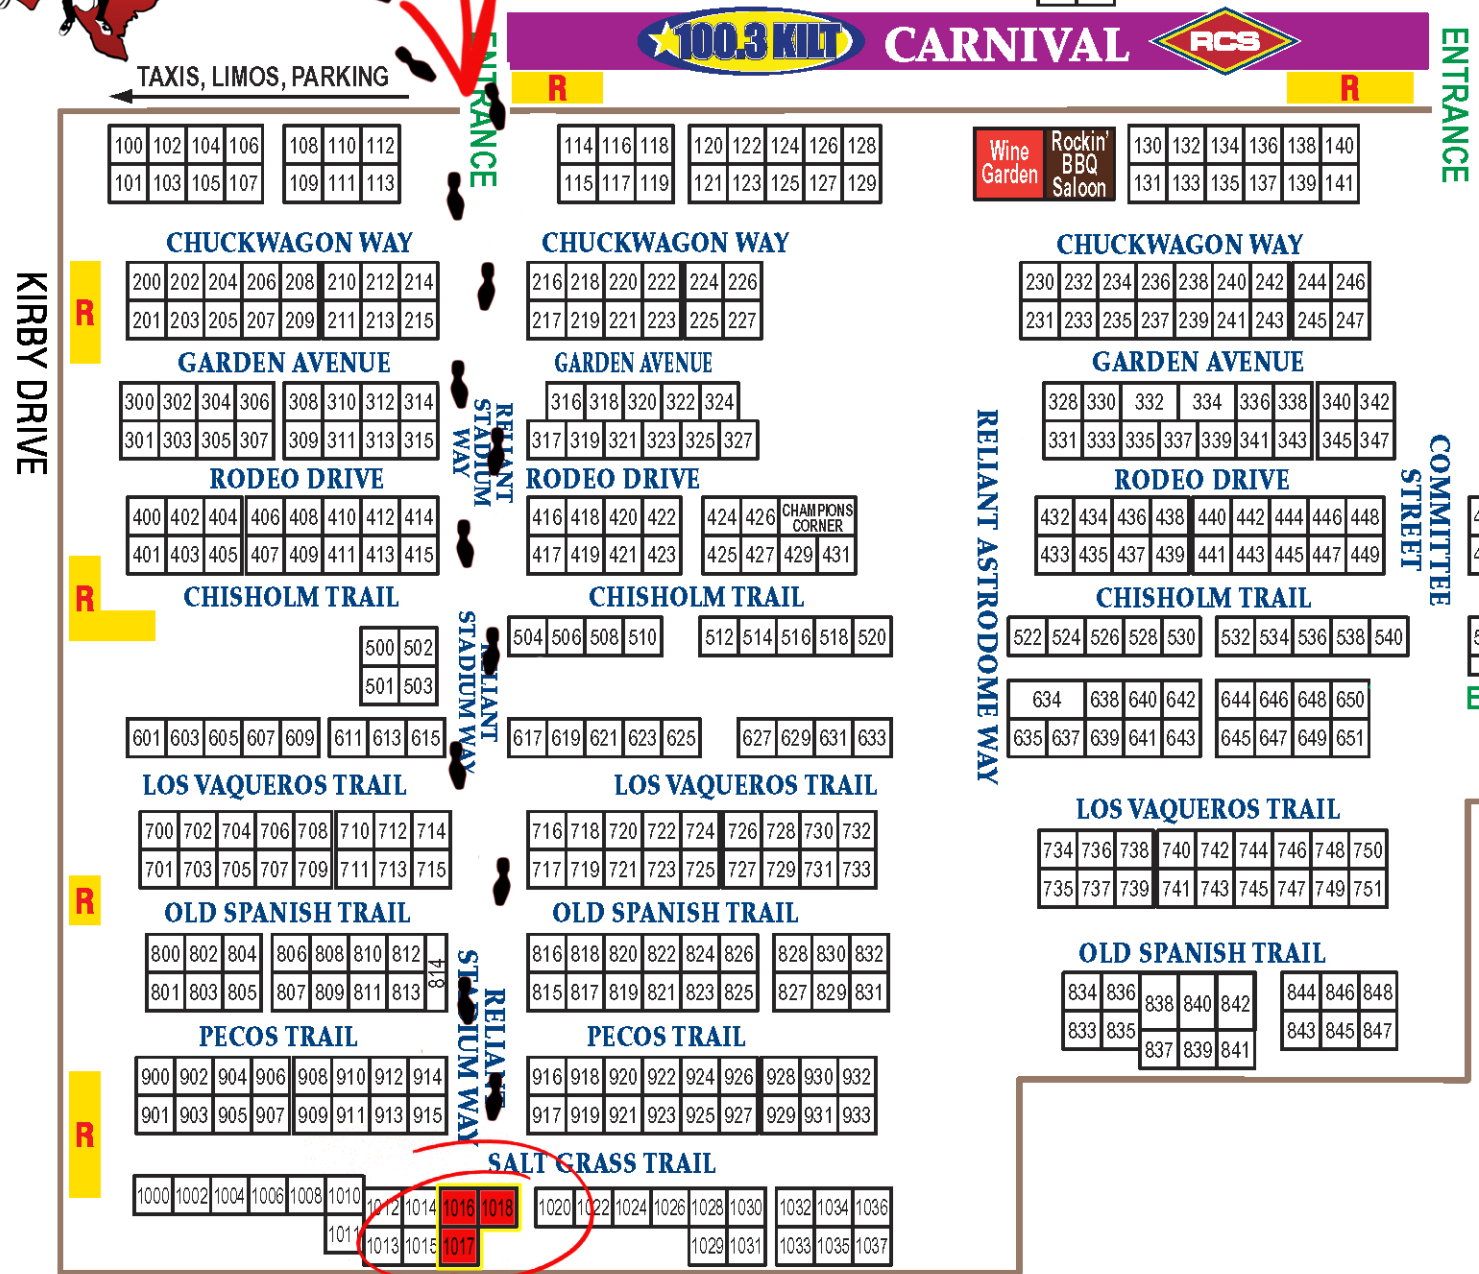 100.3 KILT CARNIVAL RCS
TAXIS, LIMOS, PARKING
ENTRANCE
ENTRANCE
R
R
100 102 104 106 108 110 112 114 116 118 120 122 124 126 128 Wine Garden Rockin' BBQ Saloon 130 132 134 136 138 140
101 103 105 107 109 111 113 115 117 119 121 123 125 127 129 131 133 135 137 139 141
CHUCKWAGON WAY CHUCKWAGON WAY CHUCKWAGON WAY
KIRBY DRIVE
R
200 202 204 206 208 210 212 214 216 218 220 222 224 226 230 232 234 236 238 240 242 244 246
201 203 205 207 209 211 213 215 217 219 221 223 225 227 231 233 235 237 239 241 243 245 247
GARDEN AVENUE GARDEN AVENUE GARDEN AVENUE
300 302 304 306 308 310 312 314 316 318 320 322 324 328 330 332 334 336 338 340 342
301 303 305 307 309 311 313 315 317 319 321 323 325 327 331 333 335 337 339 341 343 345 347
RELIANT STADIUM WAY
RELIANT ASTRODOME WAY
COMMITTEE STREET
RODEO DRIVE RODEO DRIVE RODEO DRIVE
400 402 404 406 408 410 412 414 416 418 420 422 424 426 CHAMPIONS CORNER 432 434 436 438 440 442 444 446 448
401 403 405 407 409 411 413 415 417 419 421 423 425 427 429 431 433 435 437 439 441 443 445 447 449
R
CHISHOLM TRAIL CHISHOLM TRAIL CHISHOLM TRAIL
500 502 504 506 508 510 512 514 516 518 520 522 524 526 528 530 532 534 536 538 540
501 503
RELIANT STADIUM WAY
634 638 640 642 644 646 648 650
601 603 605 607 609 611 613 615 617 619 621 623 625 627 629 631 633 635 637 639 641 643 645 647 649 651
LOS VAQUEROS TRAIL LOS VAQUEROS TRAIL LOS VAQUEROS TRAIL
700 702 704 706 708 710 712 714 716 718 720 722 724 726 728 730 732 734 736 738 740 742 744 746 748 750
701 703 705 707 709 711 713 715 717 719 721 723 725 727 729 731 733 735 737 739 741 743 745 747 749 751
R
OLD SPANISH TRAIL OLD SPANISH TRAIL OLD SPANISH TRAIL
800 802 804 806 808 810 812 814 816 818 820 822 824 826 828 830 832 834 836 838 840 842 844 846 848
801 803 805 807 809 811 813 815 817 819 821 823 825 827 829 831 833 835 837 839 841 843 845 847
RELIANT STADIUM WAY
PECOS TRAIL PECOS TRAIL
900 902 904 906 908 910 912 914 916 918 920 922 924 926 928 930 932
901 903 905 907 909 911 913 915 917 919 921 923 925 927 929 931 933
R
SALT GRASS TRAIL
1000 1002 1004 1006 1008 1010 1012 1014 1016 1018 1020 1022 1024 1026 1028 1030 1032 1034 1036
1011 1013 1015 1017 1029 1031 1033 1035 1037